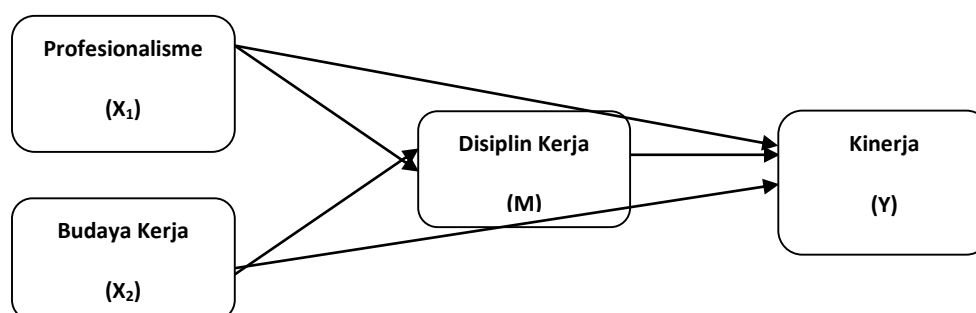 Profesionalisme
(X₁)
Disiplin Kerja
(M)
Kinerja
(Y)
Budaya Kerja
(X₂)